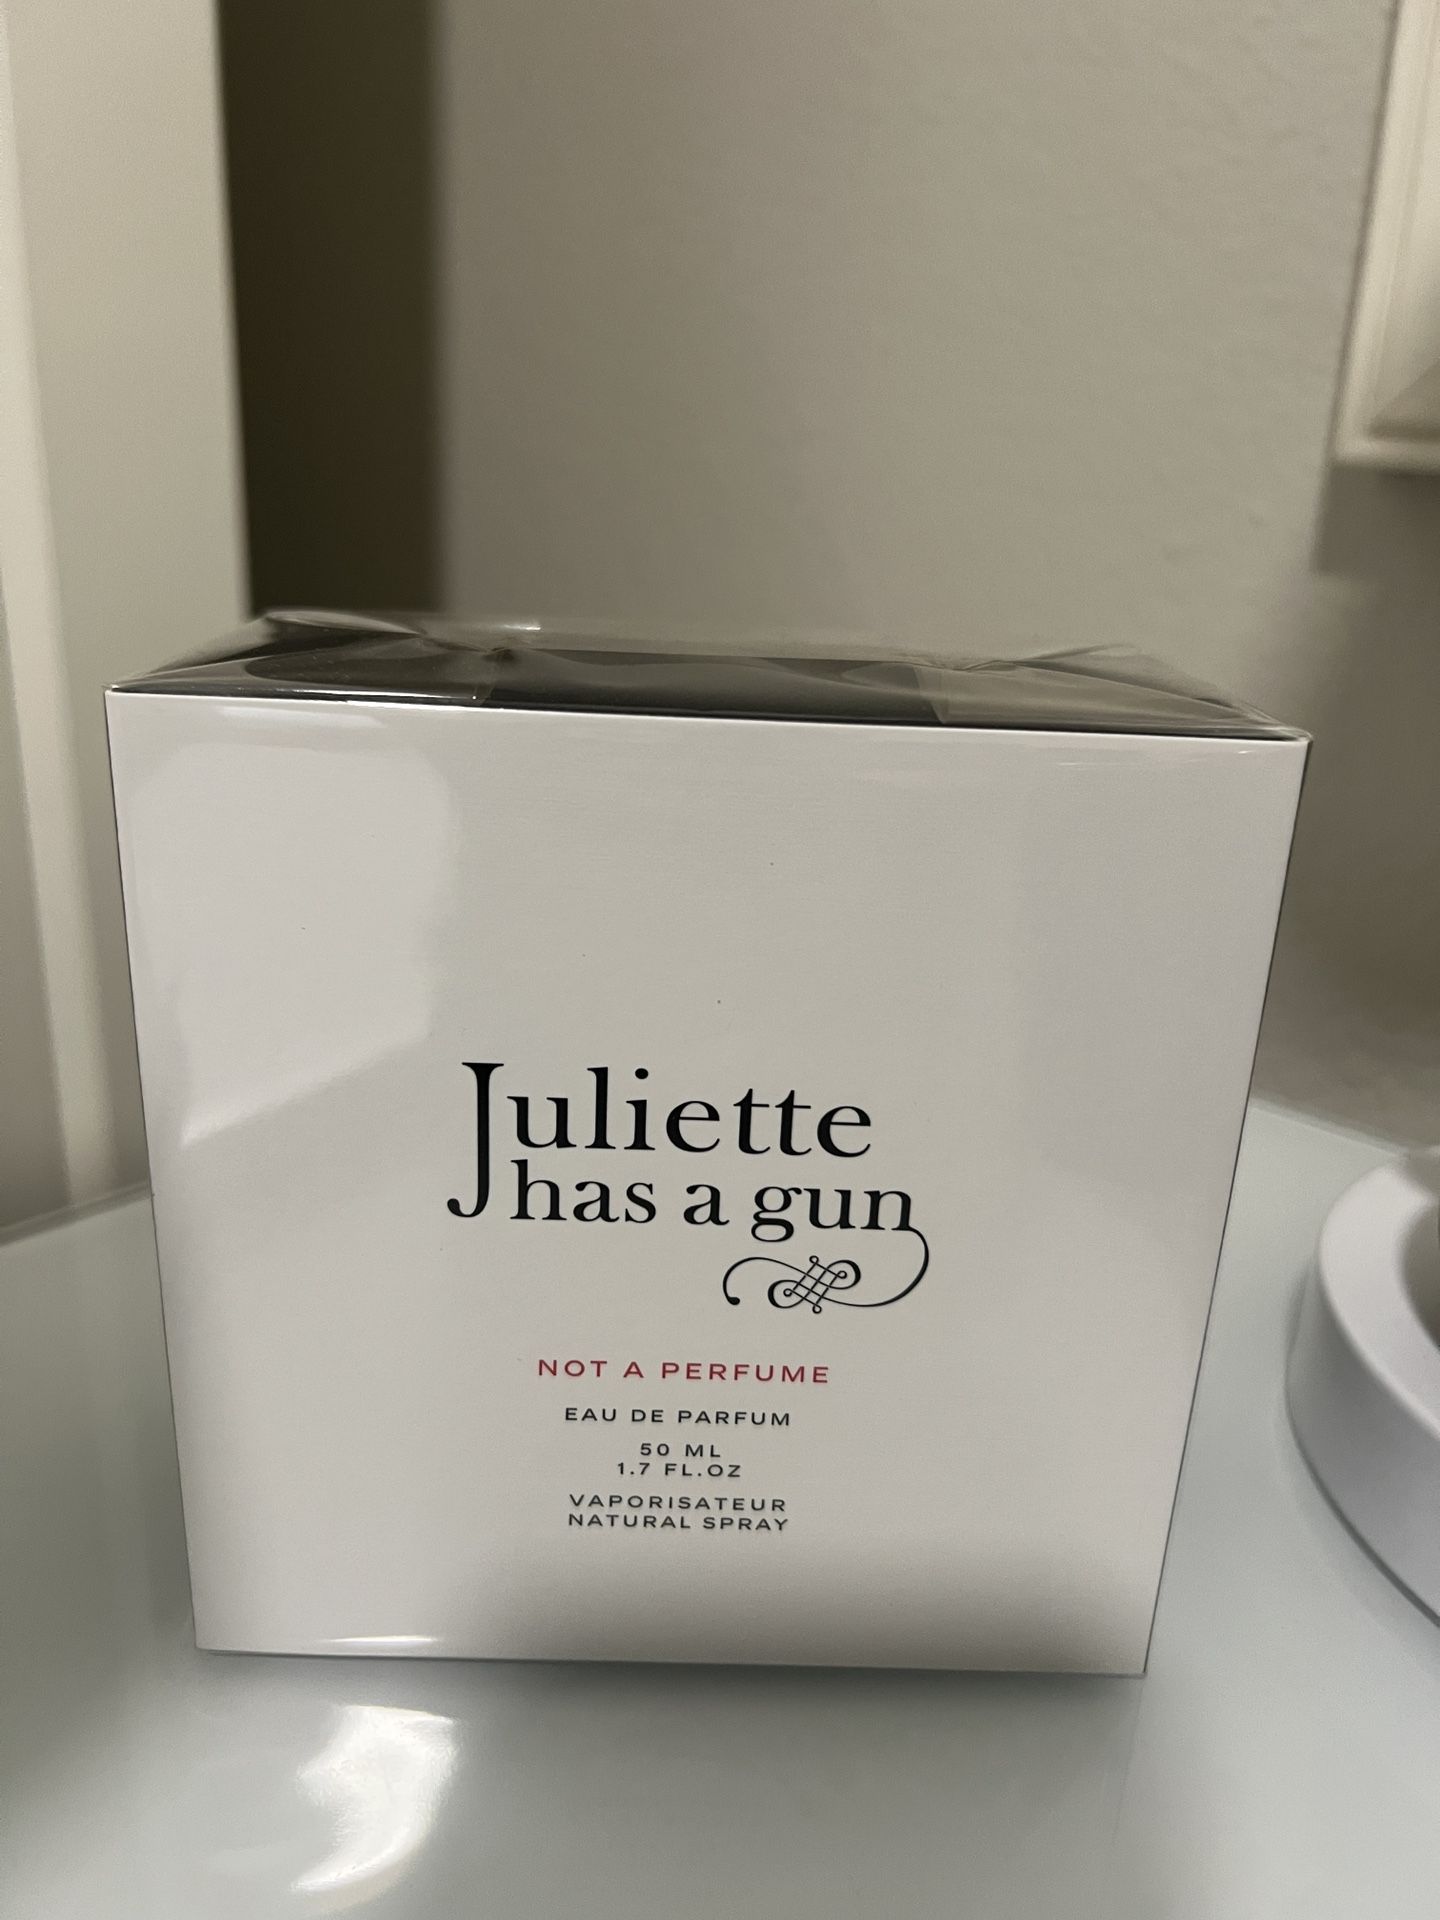 Juliette
has a gun
NOT A PERFUME
EAU DE PARFUM
50 ML
1.7 FL.OZ
VAPORISATEUR
NATURAL SPRAY